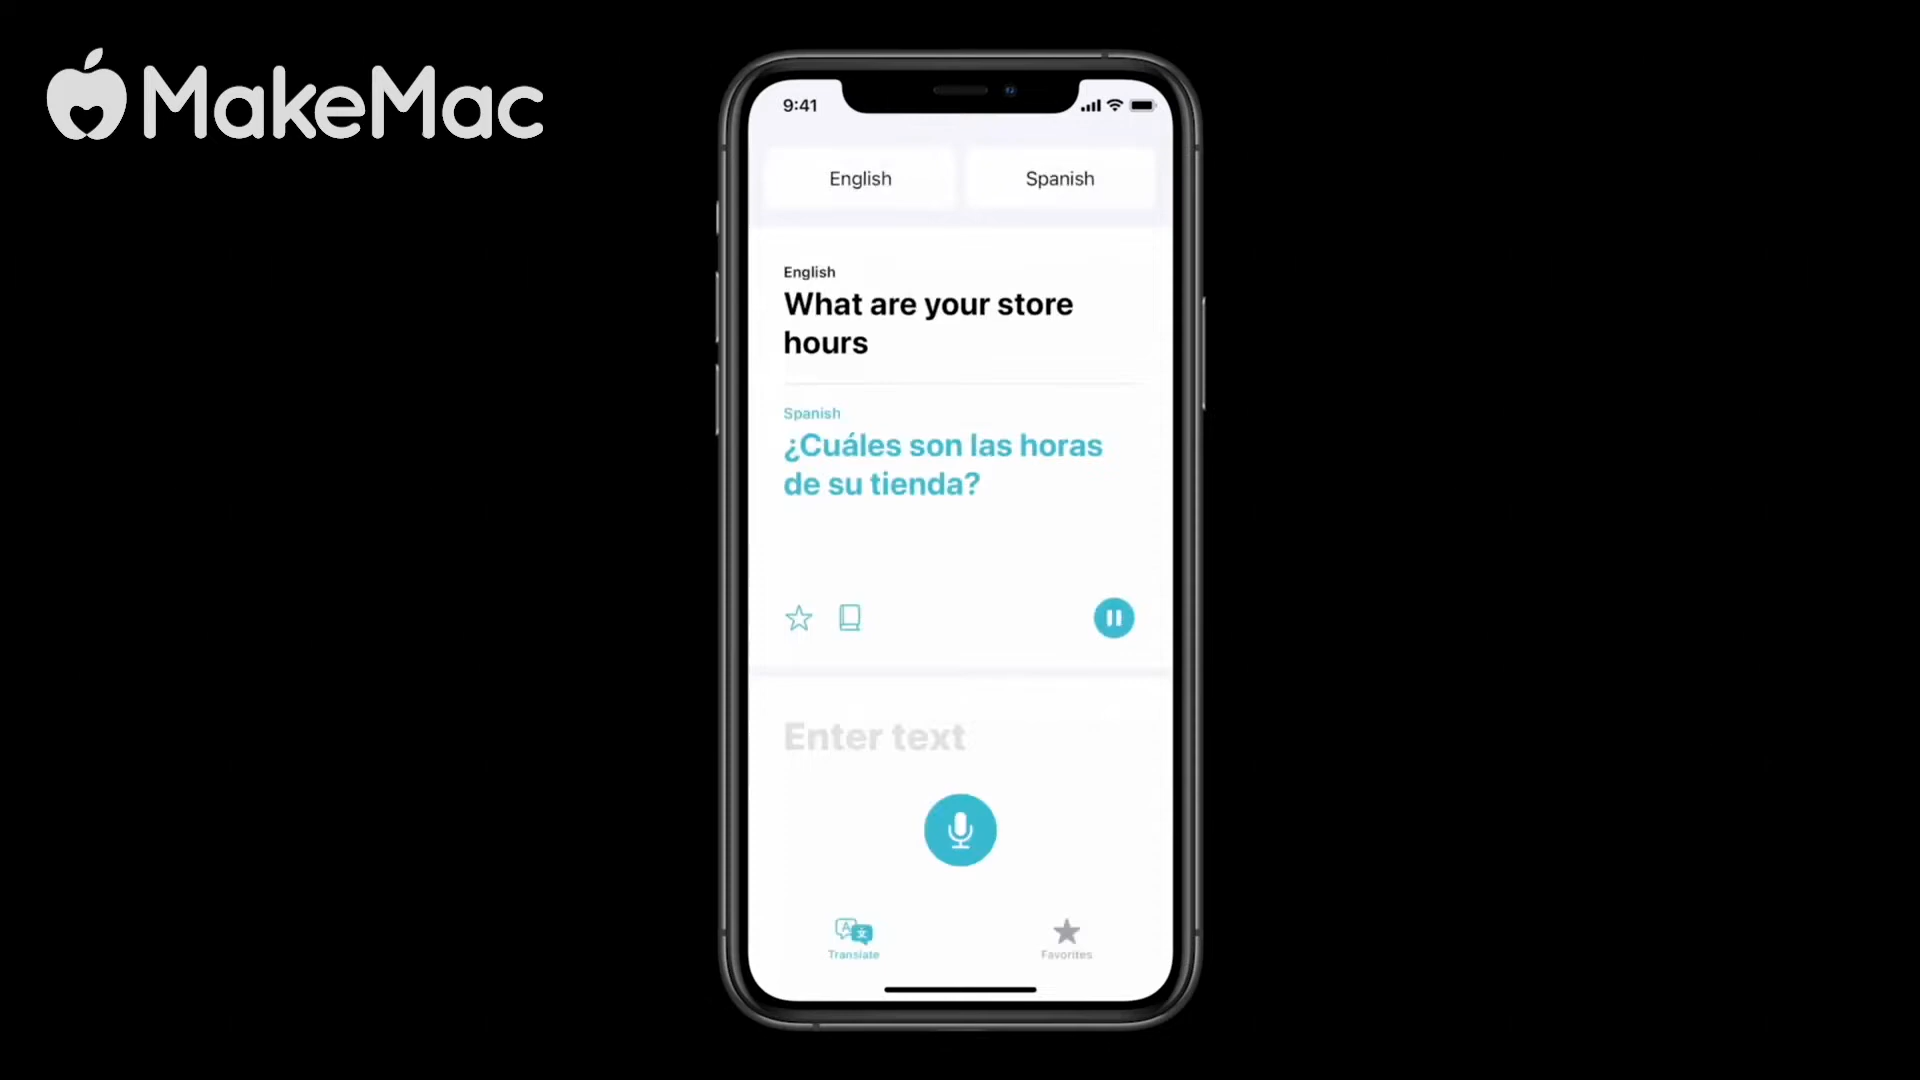 MakeMac
9:41
English
Spanish
English
What are your store
hours
Spanish
¿Cuáles son las horas
de su tienda?
Enter text
A 文
Translate
Favorites